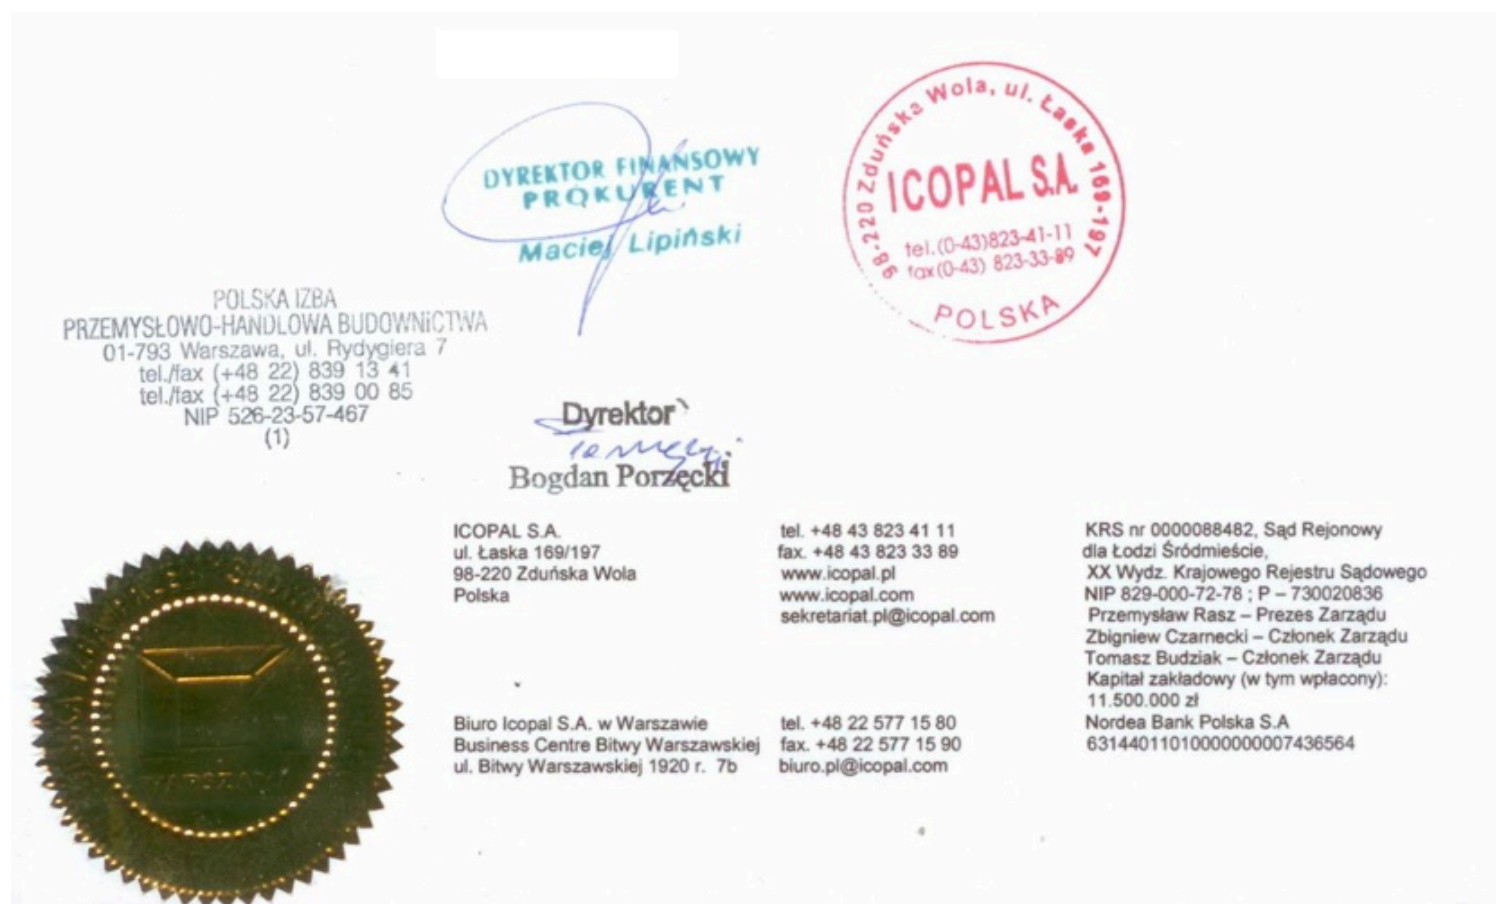 DYREKTOR FINANSOWY
PROKURENT
Maciej Lipiński
98-220 Zduńska Wola, ul. Łaska 169-197
ICOPAL S.A.
tel.(0-43)823-41-11
fax(0-43) 823-33-89
POLSKA
POLSKA IZBA
PRZEMYSŁOWO-HANDLOWA BUDOWNICTWA
01-793 Warszawa, ul. Rydygiera 7
tel./fax (+48 22) 839 13 41
tel./fax (+48 22) 839 00 85
NIP 526-23-57-467
(1)
Dyrektor
Bogdan Porzęcki
ICOPAL S.A.
ul. Łaska 169/197
98-220 Zduńska Wola
Polska
tel. +48 43 823 41 11
fax. +48 43 823 33 89
www.icopal.pl
www.icopal.com
sekretariat.pl@icopal.com
KRS nr 0000088482, Sąd Rejonowy
dla Łodzi Śródmieście,
XX Wydz. Krajowego Rejestru Sądowego
NIP 829-000-72-78 ; P – 730020836
Przemysław Rasz – Prezes Zarządu
Zbigniew Czarnecki – Członek Zarządu
Tomasz Budziak – Członek Zarządu
Kapitał zakładowy (w tym wpłacony):
11.500.000 zł
Nordea Bank Polska S.A
63144011010000000007436564
Biuro Icopal S.A. w Warszawie
Business Centre Bitwy Warszawskiej
ul. Bitwy Warszawskiej 1920 r. 7b
tel. +48 22 577 15 80
fax. +48 22 577 15 90
biuro.pl@icopal.com
WARSZAWA